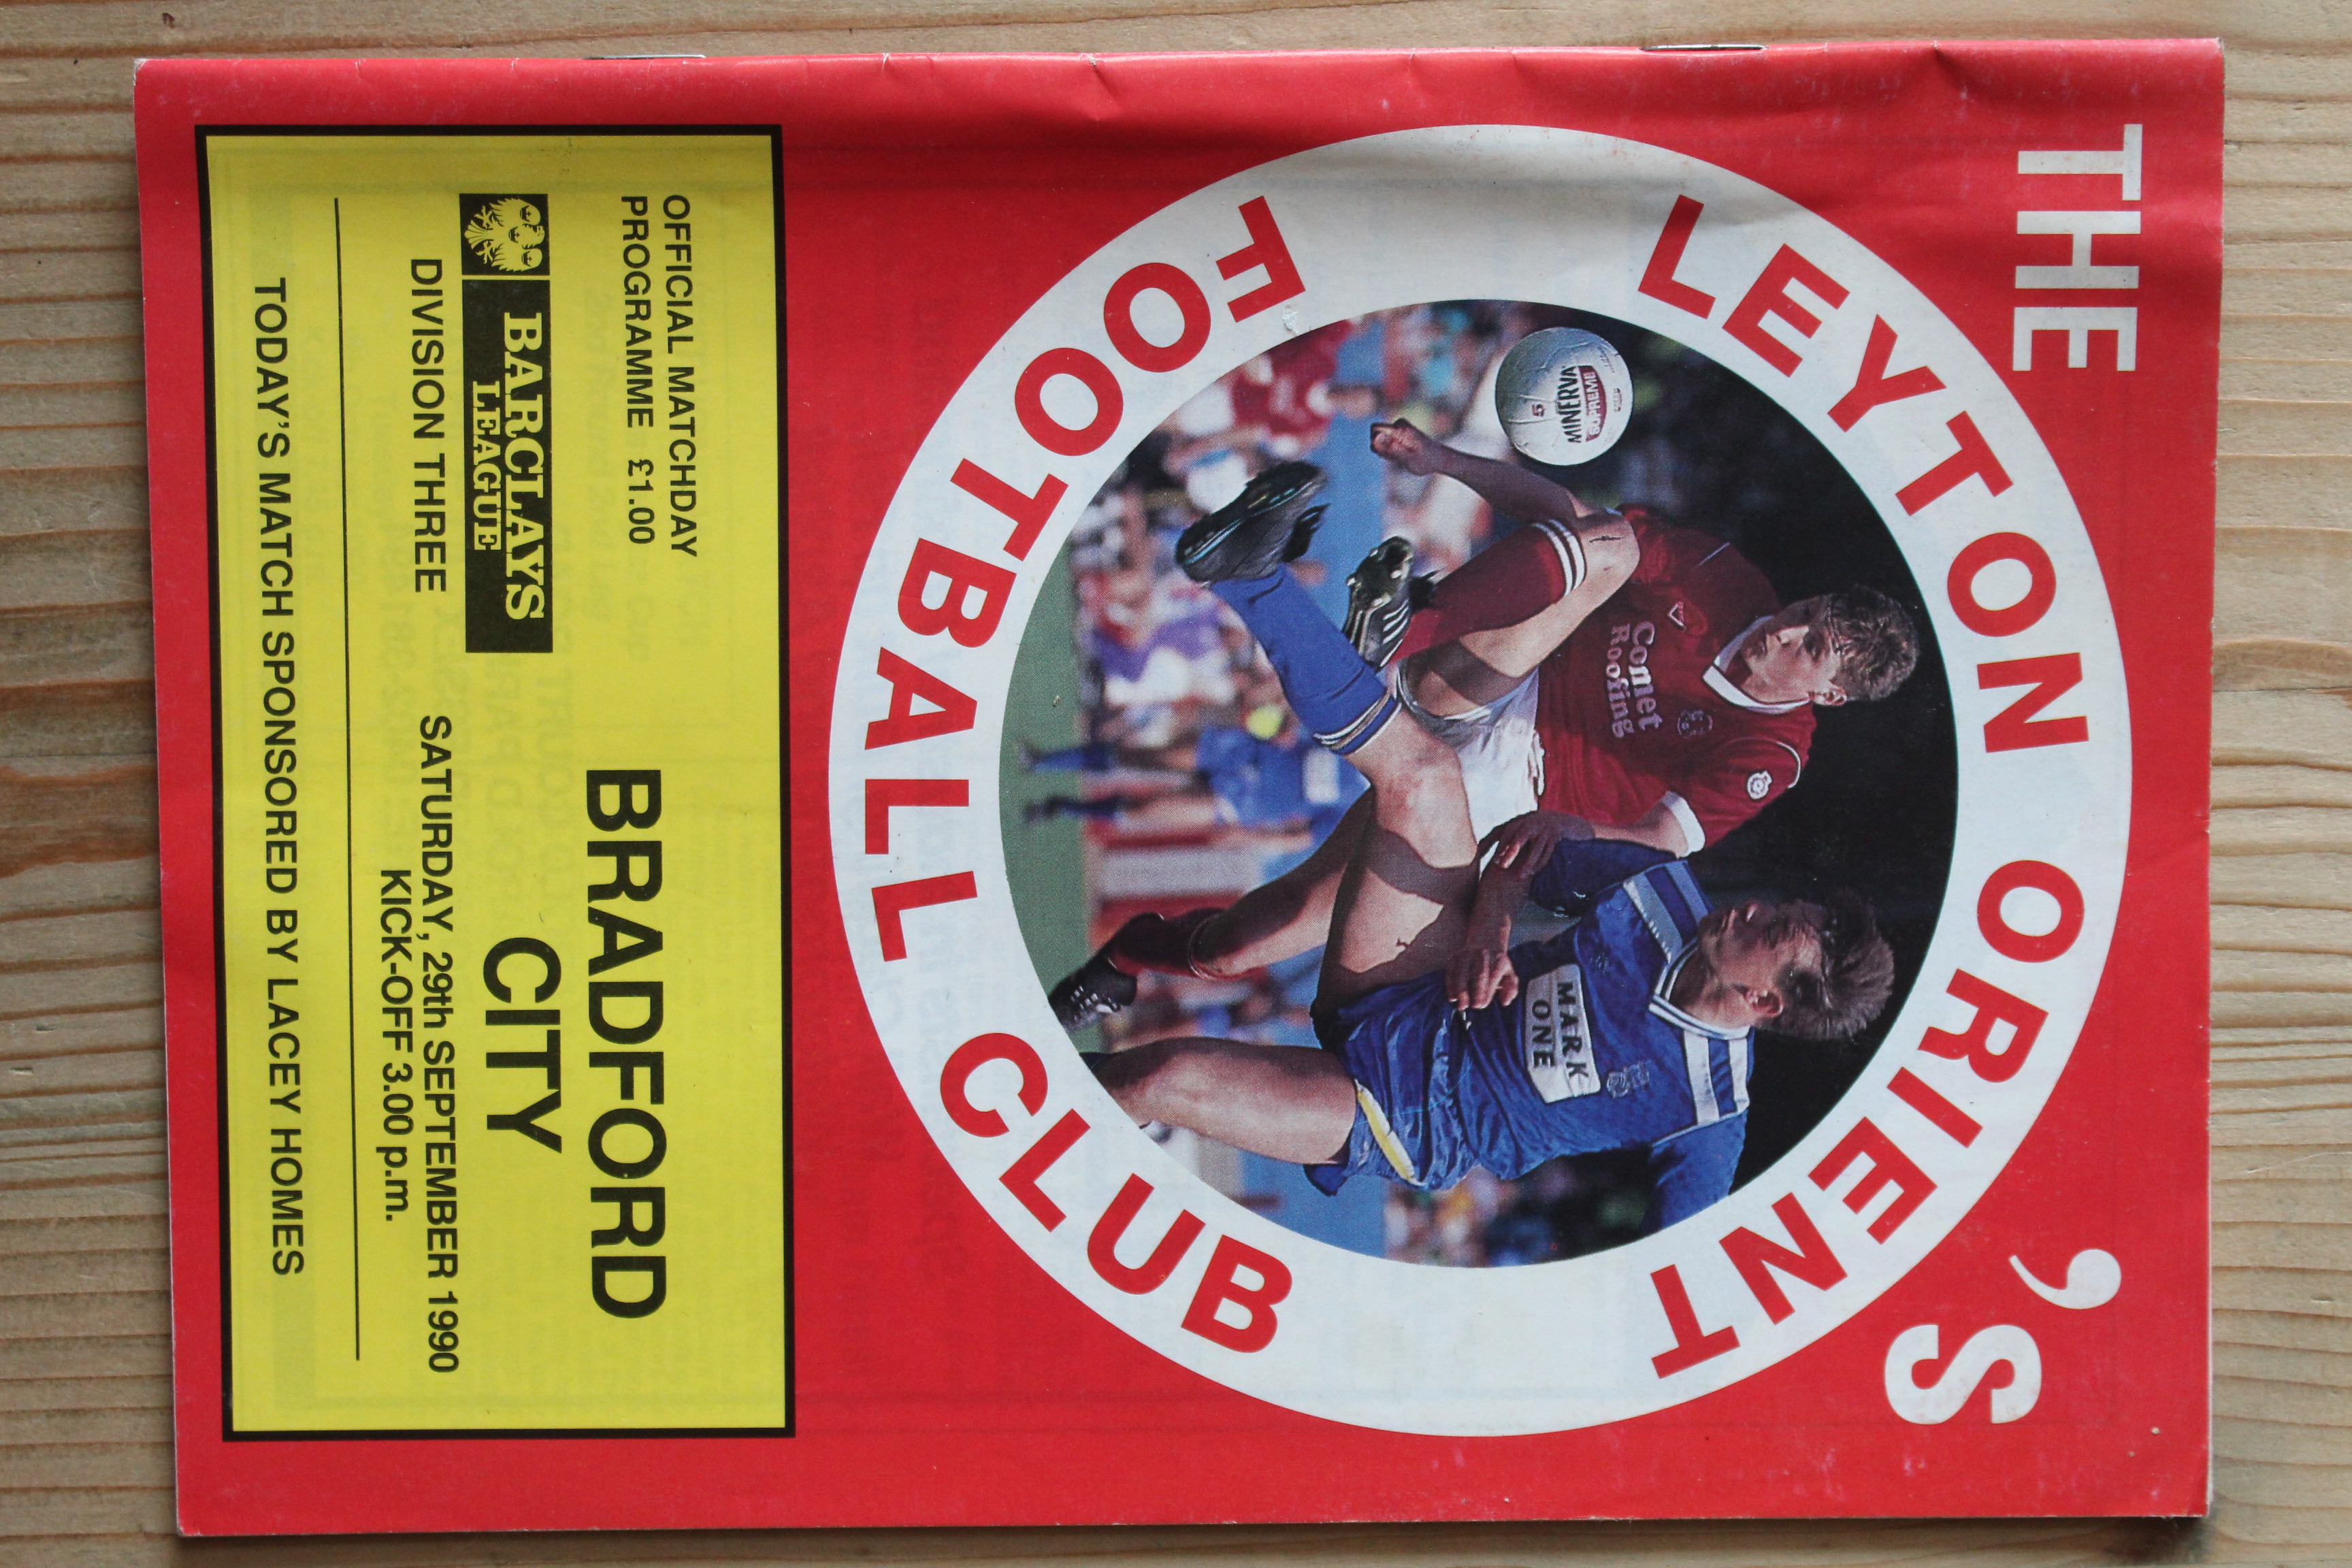 THE
LEYTON ORIENT
'S
FOOTBALL CLUB
MINERVA
SUPREME
5
Comet
Roofing
MARK
ONE
OFFICIAL MATCHDAY
PROGRAMME £1.00
BRADFORD
CITY
BARCLAYS
LEAGUE
DIVISION THREE
SATURDAY, 29th SEPTEMBER 1990
KICK-OFF 3.00 p.m.
TODAY'S MATCH SPONSORED BY LACEY HOMES